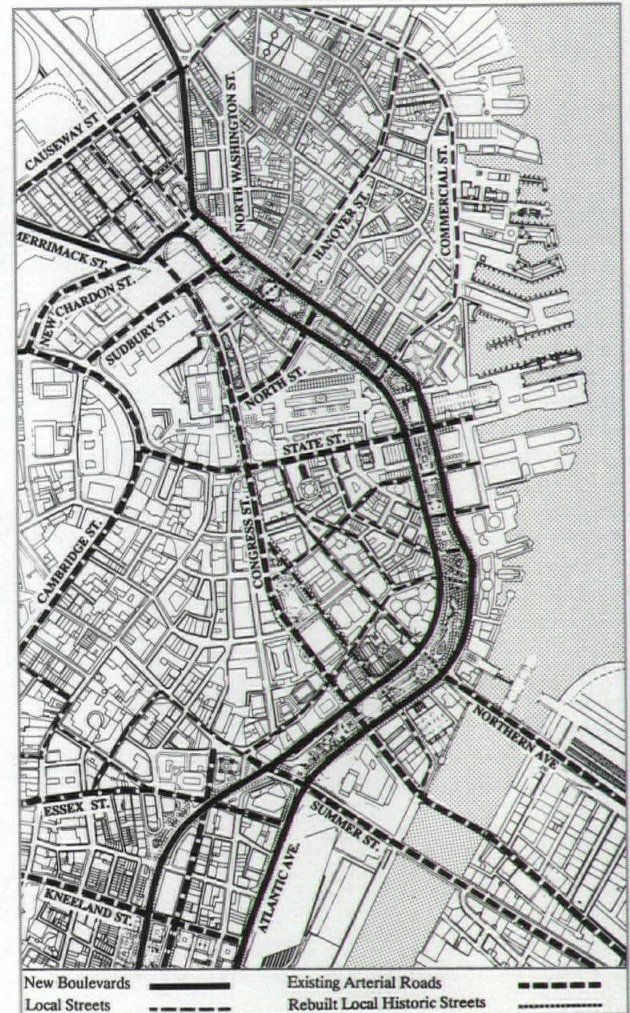 CAUSEWAY ST.
NORTH WASHINGTON ST.
HANOVER ST.
COMMERCIAL ST.
MERRIMACK ST.
NEW CHARDON ST.
SUDBURY ST.
NORTH ST.
STATE ST.
CONGRESS ST.
CAMBRIDGE ST.
NORTHERN AVE.
ESSEX ST.
SUMMER ST.
ATLANTIC AVE.
KNEELAND ST.
New Boulevards
Existing Arterial Roads
Local Streets
Rebuilt Local Historic Streets